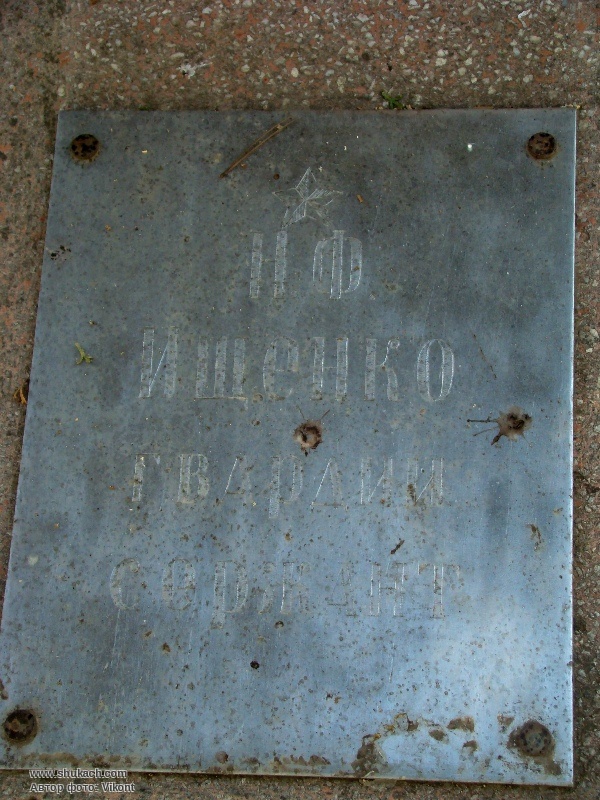 Н Ф
Ищенко
гвардии
сержант
www.shukach.com
Автор фото: Vikont